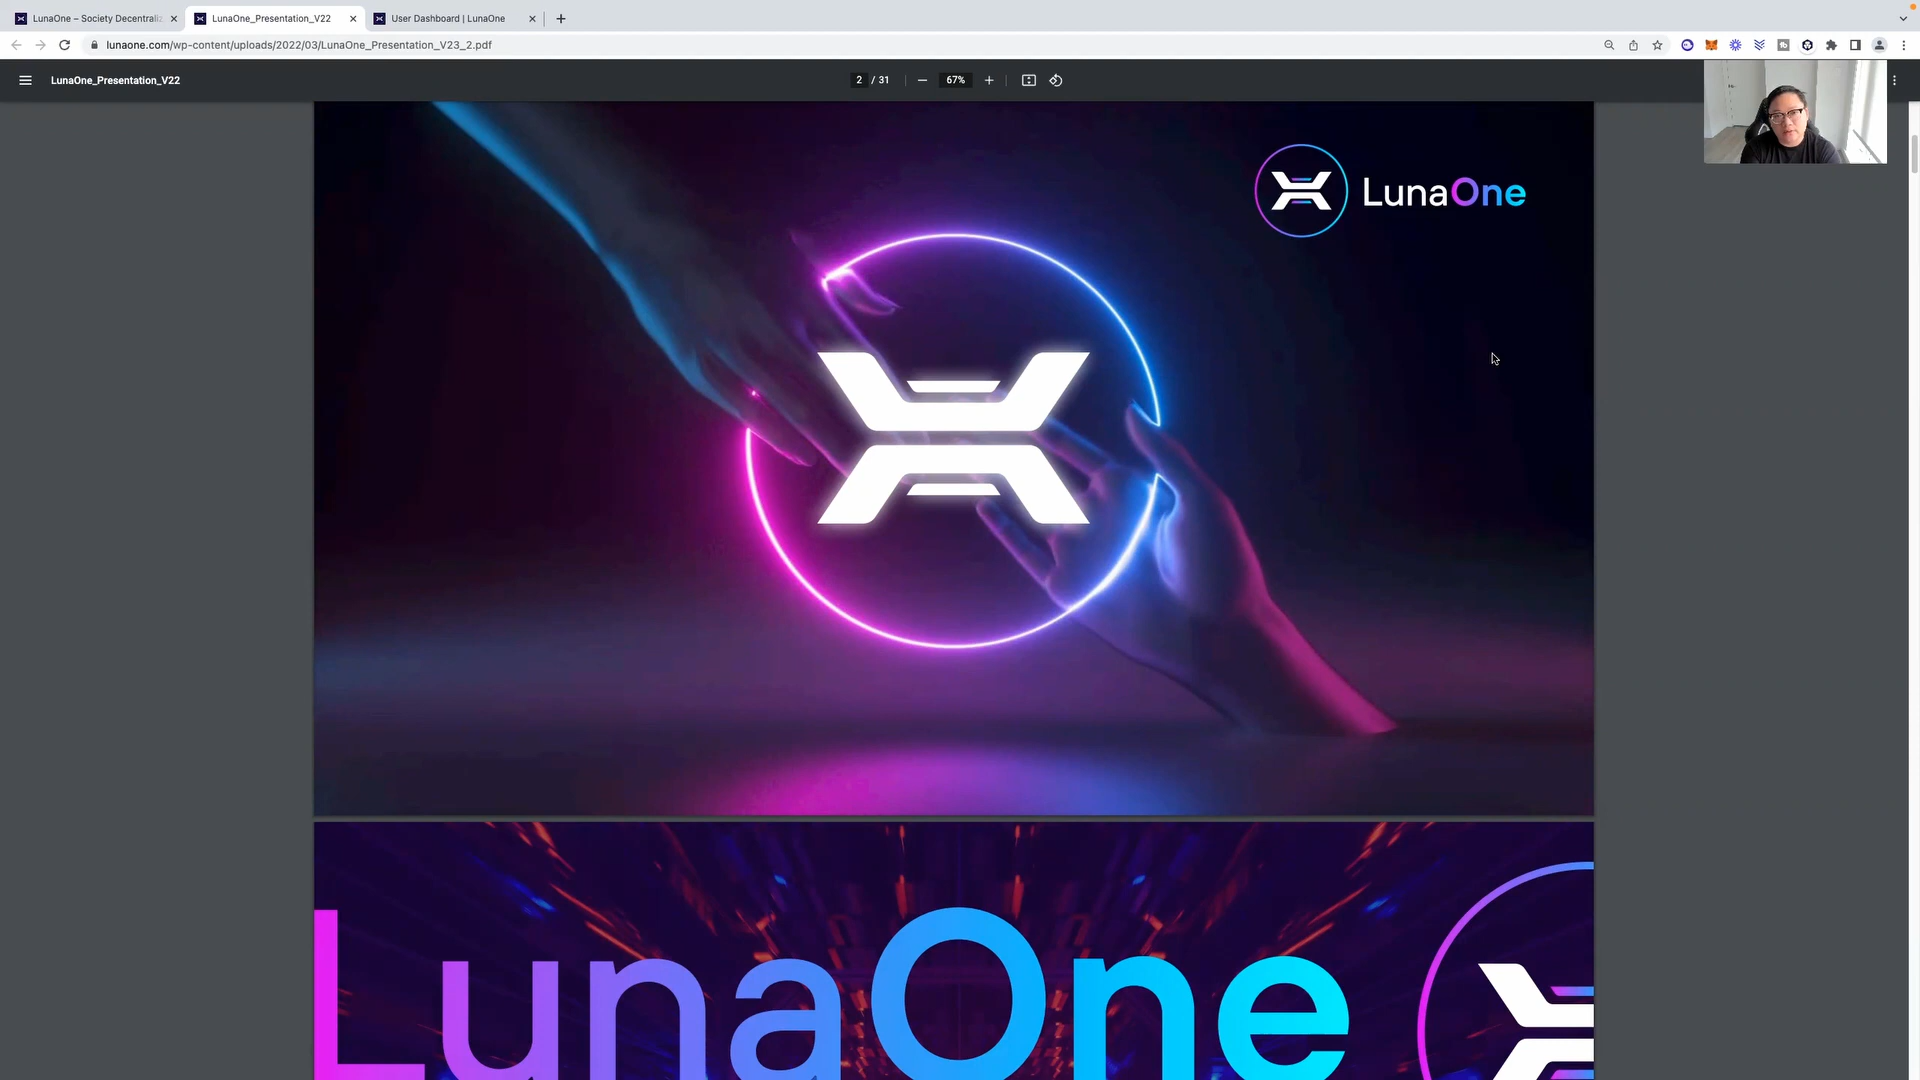 LunaOne – Society Decentraliz
LunaOne_Presentation_V22
User Dashboard | LunaOne
lunaone.com/wp-content/uploads/2022/03/LunaOne_Presentation_V23_2.pdf
LunaOne_Presentation_V22
2 / 31
67%
LunaOne
LunaOne